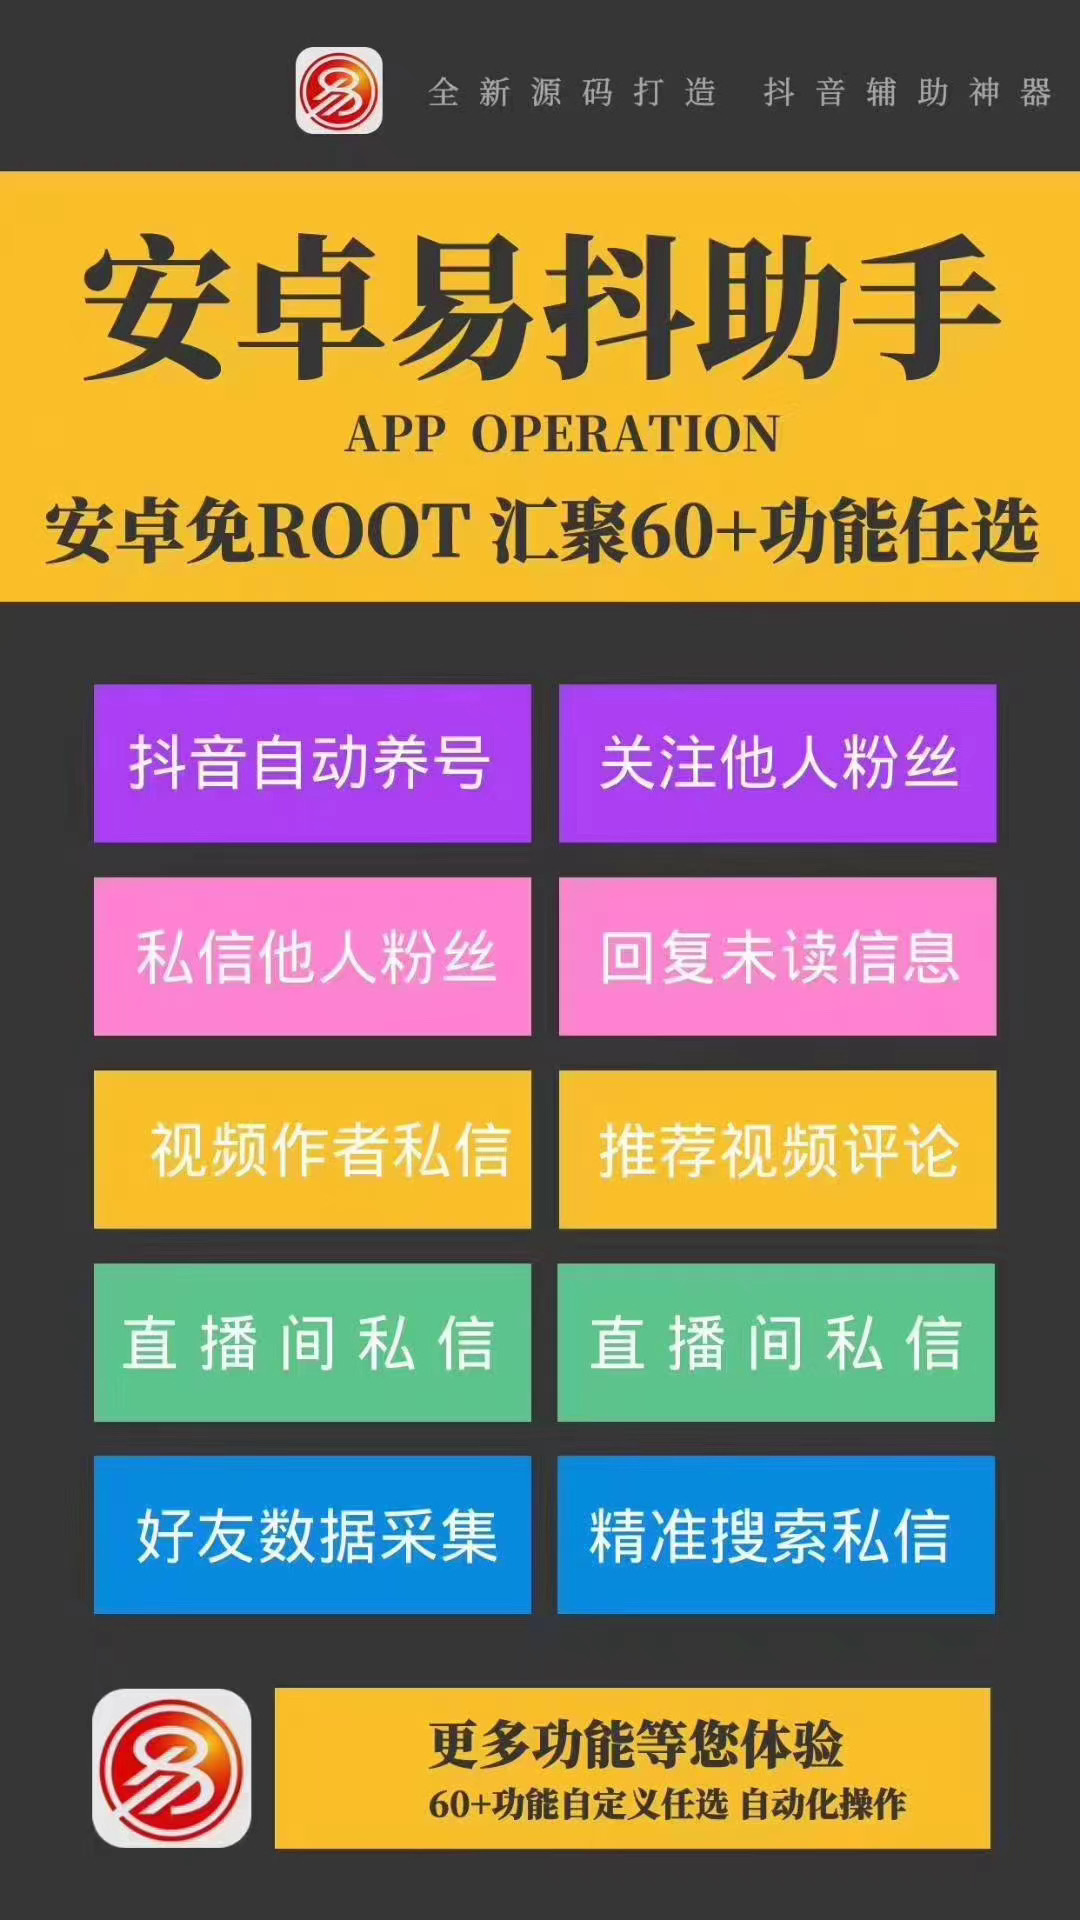 全新源码打造 抖音辅助神器
安卓易抖助手
APP OPERATION
安卓免ROOT 汇聚60+功能任选
抖音自动养号
关注他人粉丝
私信他人粉丝
回复未读信息
视频作者私信
推荐视频评论
直播间私信
直播间私信
好友数据采集
精准搜索私信
更多功能等您体验
60+功能自定义任选 自动化操作